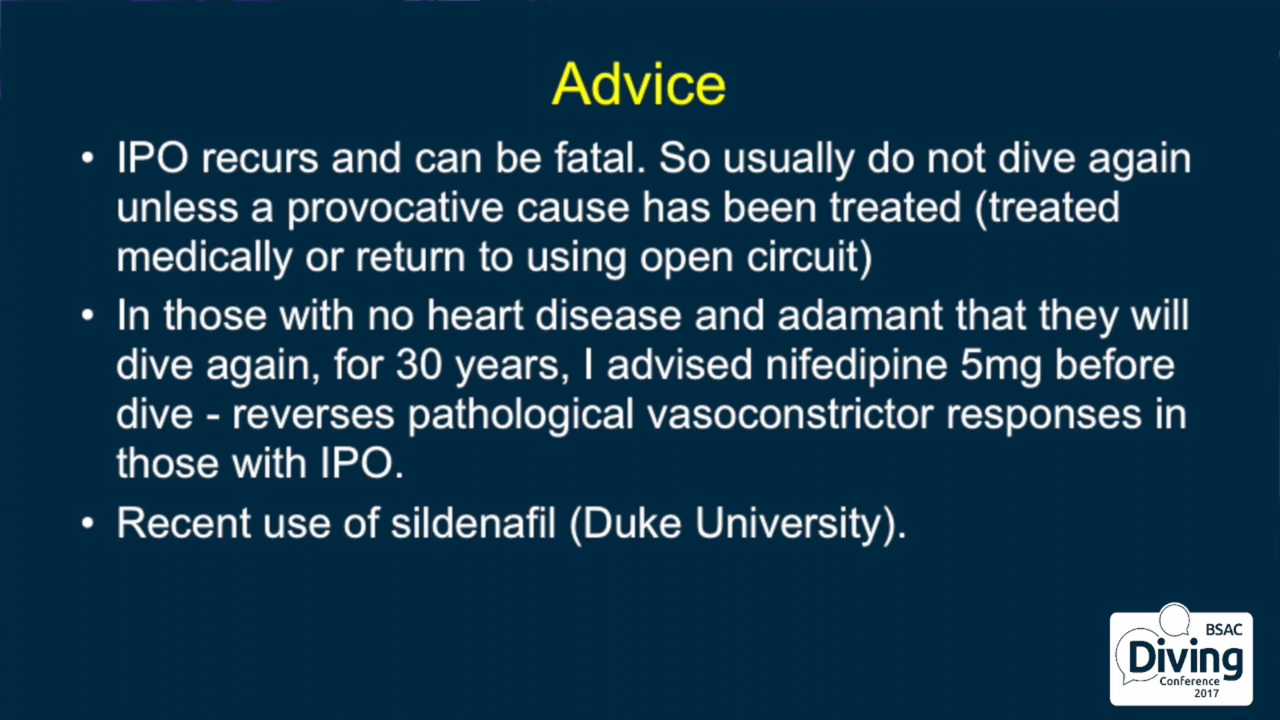 Advice
• IPO recurs and can be fatal. So usually do not dive again
unless a provocative cause has been treated (treated
medically or return to using open circuit)
• In those with no heart disease and adamant that they will
dive again, for 30 years, I advised nifedipine 5mg before
dive - reverses pathological vasoconstrictor responses in
those with IPO.
• Recent use of sildenafil (Duke University).
BSAC
Diving
Conference
2017